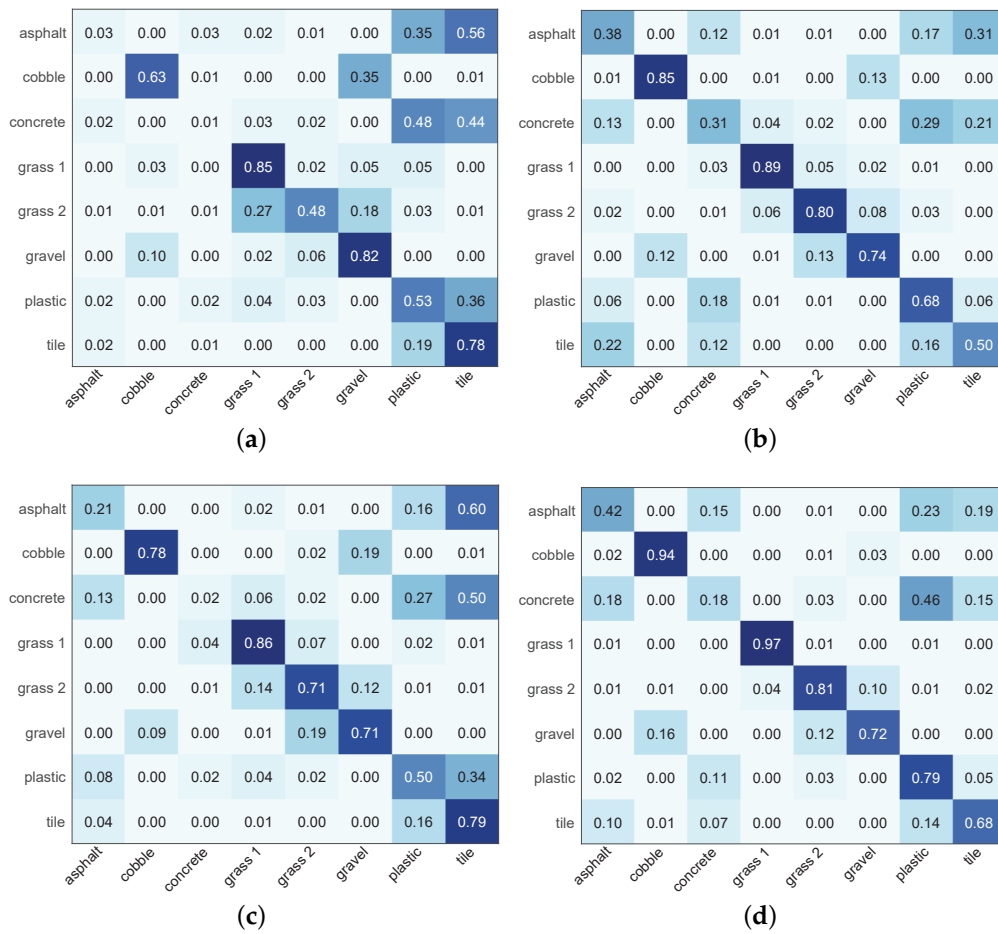 asphalt 0.03 0.00 0.03 0.02 0.01 0.00 0.35 0.56
cobble 0.00 0.63 0.01 0.00 0.00 0.35 0.00 0.01
concrete 0.02 0.00 0.01 0.03 0.02 0.00 0.48 0.44
grass 1 0.00 0.03 0.00 0.85 0.02 0.05 0.05 0.00
grass 2 0.01 0.01 0.01 0.27 0.48 0.18 0.03 0.01
gravel 0.00 0.10 0.00 0.02 0.06 0.82 0.00 0.00
plastic 0.02 0.00 0.02 0.04 0.03 0.00 0.53 0.36
tile 0.02 0.00 0.01 0.00 0.00 0.00 0.19 0.78
asphalt cobble concrete grass 1 grass 2 gravel plastic tile
(a)
asphalt 0.38 0.00 0.12 0.01 0.01 0.00 0.17 0.31
cobble 0.01 0.85 0.00 0.01 0.00 0.13 0.00 0.00
concrete 0.13 0.00 0.31 0.04 0.02 0.00 0.29 0.21
grass 1 0.00 0.00 0.03 0.89 0.05 0.02 0.01 0.00
grass 2 0.02 0.00 0.01 0.06 0.80 0.08 0.03 0.00
gravel 0.00 0.12 0.00 0.01 0.13 0.74 0.00 0.00
plastic 0.06 0.00 0.18 0.01 0.01 0.00 0.68 0.06
tile 0.22 0.00 0.12 0.00 0.00 0.00 0.16 0.50
asphalt cobble concrete grass 1 grass 2 gravel plastic tile
(b)
asphalt 0.21 0.00 0.00 0.02 0.01 0.00 0.16 0.60
cobble 0.00 0.78 0.00 0.00 0.02 0.19 0.00 0.01
concrete 0.13 0.00 0.02 0.06 0.02 0.00 0.27 0.50
grass 1 0.00 0.00 0.04 0.86 0.07 0.00 0.02 0.01
grass 2 0.00 0.00 0.01 0.14 0.71 0.12 0.01 0.01
gravel 0.00 0.09 0.00 0.01 0.19 0.71 0.00 0.00
plastic 0.08 0.00 0.02 0.04 0.02 0.00 0.50 0.34
tile 0.04 0.00 0.00 0.01 0.00 0.00 0.16 0.79
asphalt cobble concrete grass 1 grass 2 gravel plastic tile
(c)
asphalt 0.42 0.00 0.15 0.00 0.01 0.00 0.23 0.19
cobble 0.02 0.94 0.00 0.00 0.01 0.03 0.00 0.00
concrete 0.18 0.00 0.18 0.00 0.03 0.00 0.46 0.15
grass 1 0.01 0.00 0.00 0.97 0.01 0.00 0.01 0.00
grass 2 0.01 0.01 0.00 0.04 0.81 0.10 0.01 0.02
gravel 0.00 0.16 0.00 0.00 0.12 0.72 0.00 0.00
plastic 0.02 0.00 0.11 0.00 0.03 0.00 0.79 0.05
tile 0.10 0.01 0.07 0.00 0.00 0.00 0.14 0.68
asphalt cobble concrete grass 1 grass 2 gravel plastic tile
(d)